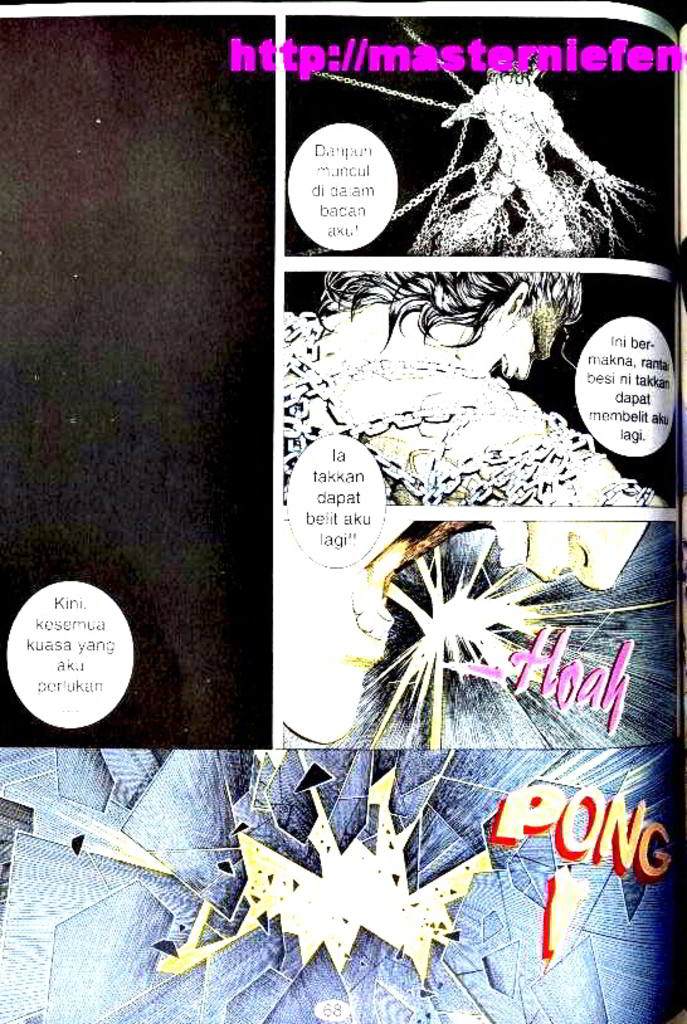 http://masterniefen
Kini,
kesemua
kuasa yang
aku
perlukan
....
Dahpun
muncul
di dalam
badan
aku!
Ini ber-
makna, rantai
besi ni takkan
dapat
membelit aku
lagi.
Ia
takkan
dapat
belit aku
lagi!!
Hoah
PONG
!
68